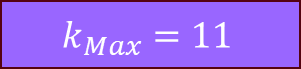 k_{Max} = 11